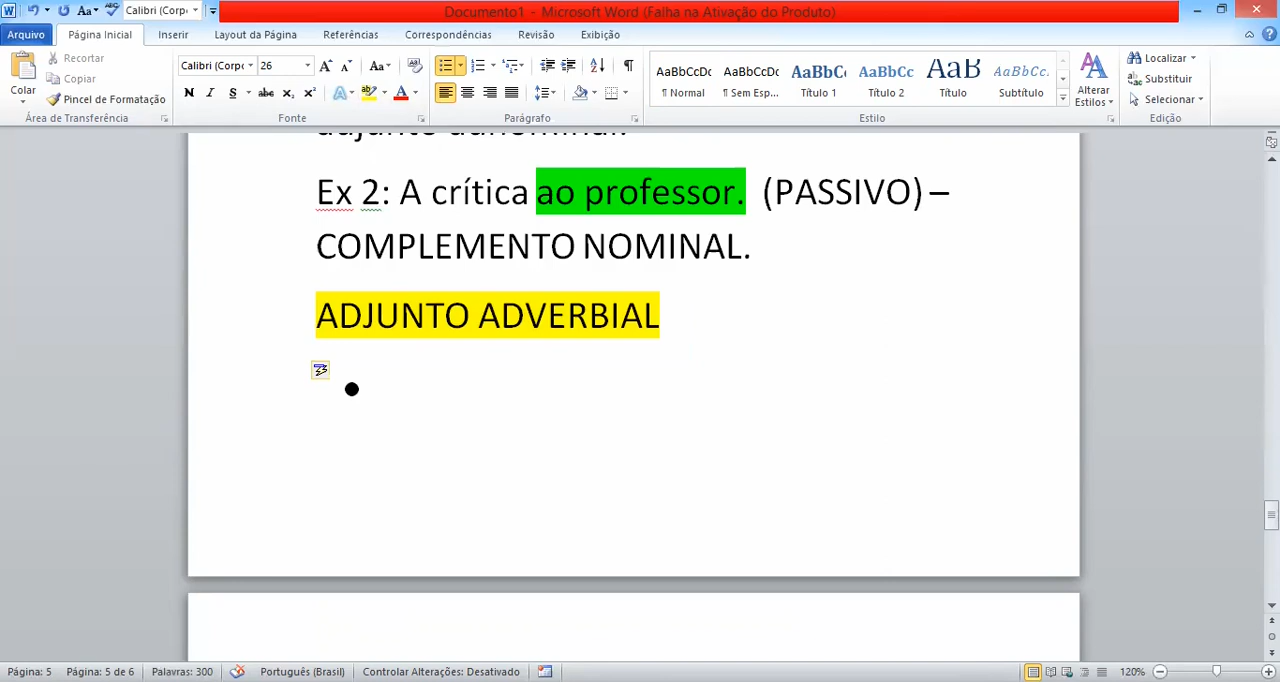 Calibri (Corpo
Documento1 - Microsoft Word (Falha na Ativação do Produto)
Arquivo Página Inicial Inserir Layout da Página Referências Correspondências Revisão Exibição
Colar
Recortar
Copiar
Pincel de Formatação
Área de Transferência
Calibri (Corpo 26
Fonte
Parágrafo
AaBbCcDc AaBbCcDc AaBbC AaBbCc AaB AaBbCc.
¶ Normal ¶ Sem Esp... Título 1 Título 2 Título Subtítulo
Estilo
Alterar
Estilos
Localizar
Substituir
Selecionar
Edição
Ex 2: A crítica ao professor. (PASSIVO) –
COMPLEMENTO NOMINAL.
ADJUNTO ADVERBIAL
Página: 5 Página: 5 de 6 Palavras: 300 Português (Brasil) Controlar Alterações: Desativado 120%